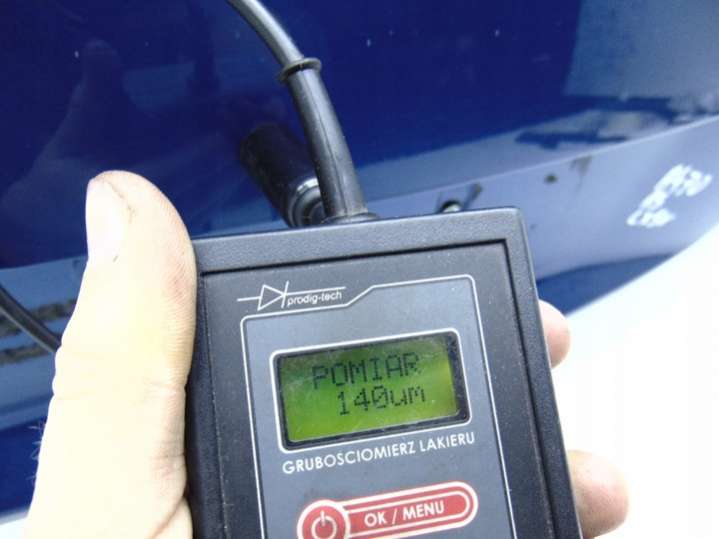 prodig-tech
POMIAR
140um
GRUBOSCIOMIERZ LAKIERU
OK / MENU